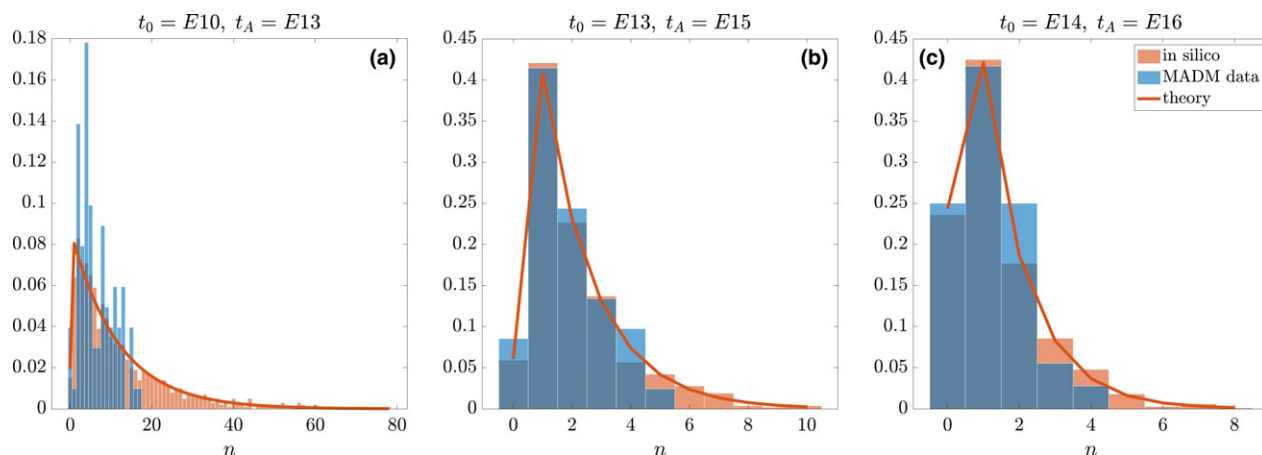 t₀ = E10, t_A = E13
(a)
0.18
0.16
0.14
0.12
0.1
0.08
0.06
0.04
0.02
0
0 20 40 60 80
n
t₀ = E13, t_A = E15
(b)
0.45
0.4
0.35
0.3
0.25
0.2
0.15
0.1
0.05
0
0 2 4 6 8 10
n
t₀ = E14, t_A = E16
(c)
in silico
MADM data
theory
0.45
0.4
0.35
0.3
0.25
0.2
0.15
0.1
0.05
0
0 2 4 6 8
n